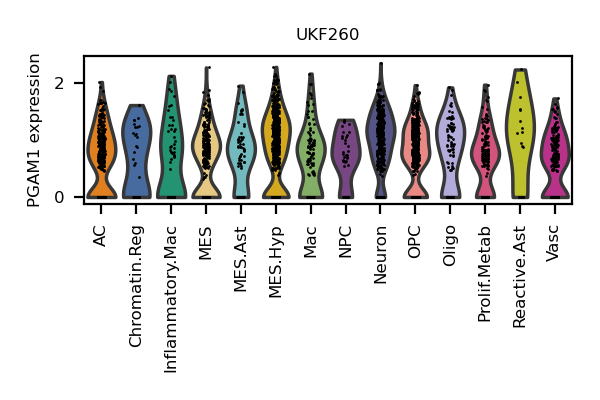 UKF260
PGAM1 expression
2
0
AC
Chromatin.Reg
Inflammatory.Mac
MES
MES.Ast
MES.Hyp
Mac
NPC
Neuron
OPC
Oligo
Prolif.Metab
Reactive.Ast
Vasc